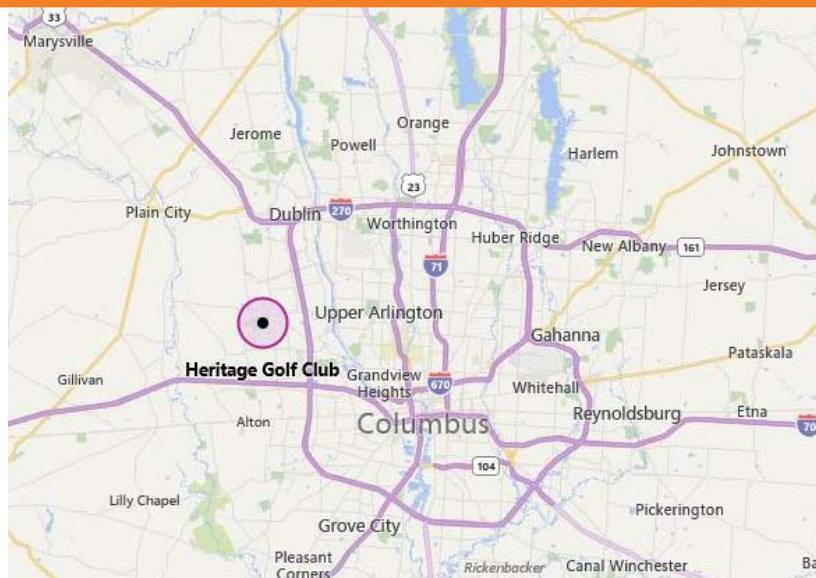 33
Marysville
Orange
Jerome
Powell
Harlem
Johnstown
23
Plain City
Dublin
270
Worthington
Huber Ridge
New Albany
161
71
Jersey
Upper Arlington
Gahanna
Heritage Golf Club
Pataskala
Gillivan
Grandview
Heights
670
Whitehall
Reynoldsburg
Etna
70
Alton
Columbus
104
Lilly Chapel
Pickerington
Grove City
Pleasant
Corners
Rickenbacker
Canal Winchester
Ba